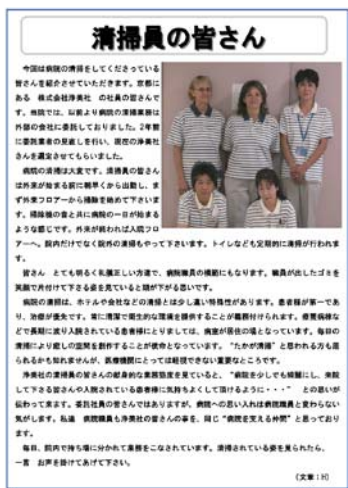 清掃員の皆さん
今回は病院の清掃をしてくださっている
皆さんを紹介させていただきます。京都に
ある 株式会社浄美社 の社員の皆さんで
す。当院では、以前より病院の清掃業務は
外部の会社に委託しておりました。2年前
に委託業者の見直しを行い、現在の浄美社
さんを選定させてもらいました。
病院の清掃は大変です。清掃員の皆さん
は外来が始まる前に朝早くから出勤し、ま
ず外来フロアーから掃除を始めて下さいま
す。掃除機の音と共に病院の一日が始まる
ような感じです。外来が終われば入院フロ
アーへ。院内だけでなく院外の清掃もやって下さいます。トイレなども定期的に清掃が行われま
す。
皆さん とても明るく礼儀正しい方達で、病院職員の模範にもなります。職員が出したゴミを
笑顔で片付けて下さる姿を見ていると頭が下がる思いです。
病院の清掃は、ホテルや会社などの清掃とは少し違い特殊性があります。患者様が第一であ
り、治療が優先です。常に清潔で衛生的な環境を提供することが義務付けられます。療養病棟な
どで長期に渡り入院されている患者様にとりましては、病室が居住の場となっています。毎日の
清掃により癒しの空間を創作することが使命となっています。“たかが清掃”と思われる方も居
られるかも知れませんが、医療機関にとっては軽視できない重要なところです。
浄美社の清掃員の皆さんの献身的な業務態度を見ていると、“病院を少しでも綺麗にし、来院
して下さる皆さんや入院されている患者様に気持ちよくして頂けるように・・・” との思いが
伝わって来ます。委託社員の皆さんではありますが、病院への思い入れは病院職員と変わらない
気がします。私達 病院職員も浄美社の皆さんの事を、同じ“病院を支える仲間”と思っており
ます。
毎日、院内で持ち場に分かれて業務をこなされています。清掃されている姿を見られたら、
一言 お声を掛けてあげて下さい。
(文章：H)